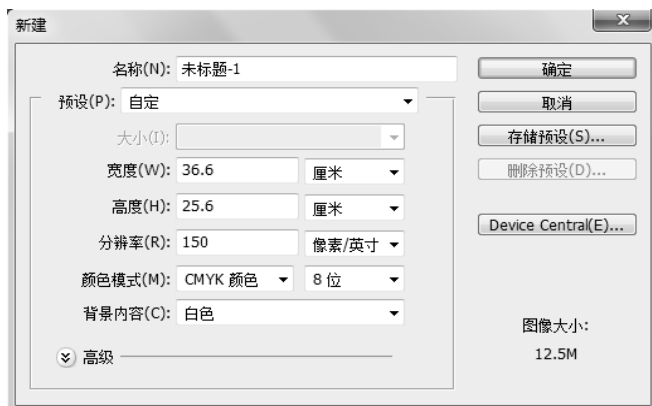 新建
名称(N): 未标题-1
确定
预设(P): 自定
取消
大小(I):
存储预设(S)...
宽度(W): 36.6 厘米
删除预设(D)...
高度(H): 25.6 厘米
Device Central(E)...
分辨率(R): 150 像素/英寸
颜色模式(M): CMYK 颜色 8 位
背景内容(C): 白色
图像大小:
高级
12.5M